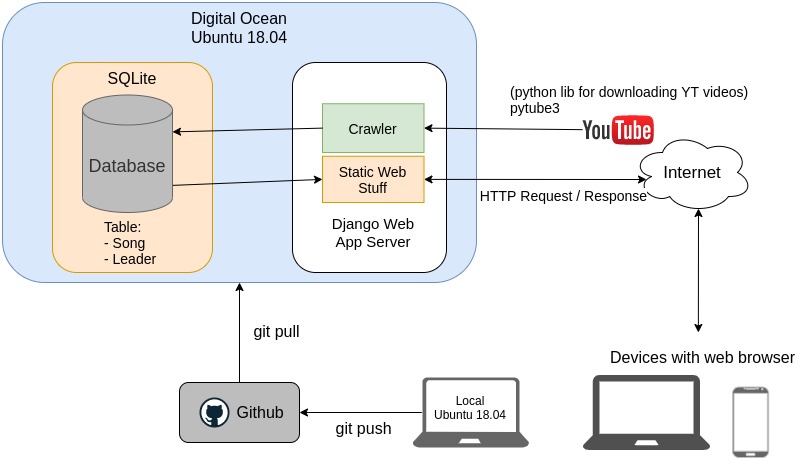 Digital Ocean
Ubuntu 18.04
SQLite
Database
Table:
- Song
- Leader
Crawler
Static Web
Stuff
Django Web
App Server
(python lib for downloading YT videos)
pytube3
YouTube
Internet
HTTP Request / Response
git pull
Github
git push
Local
Ubuntu 18.04
Devices with web browser